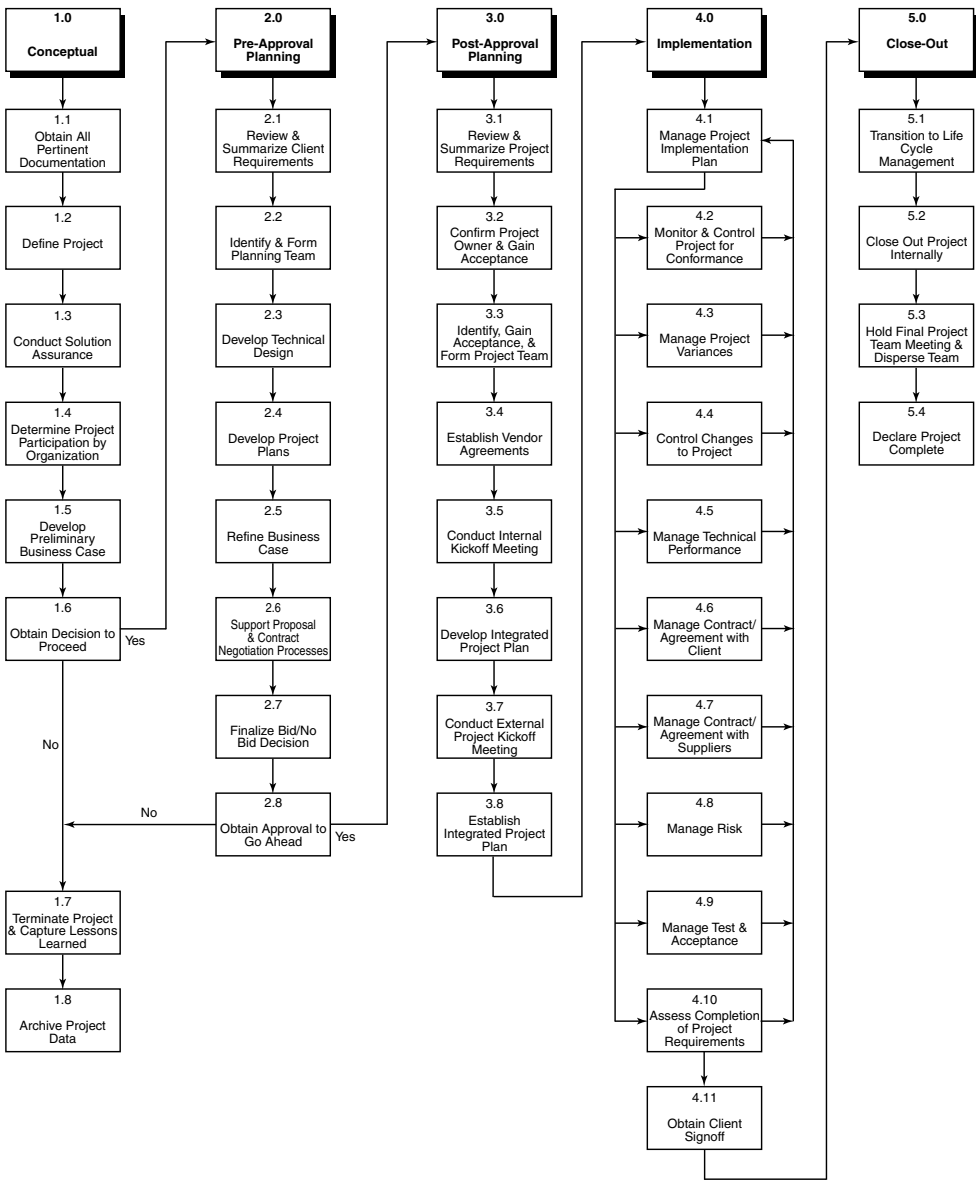 1.0
Conceptual
1.1
Obtain All
Pertinent
Documentation
1.2
Define Project
1.3
Conduct Solution
Assurance
1.4
Determine Project
Participation by
Organization
1.5
Develop
Preliminary
Business Case
1.6
Obtain Decision to
Proceed
Yes
No
1.7
Terminate Project
& Capture Lessons
Learned
1.8
Archive Project
Data
2.0
Pre-Approval
Planning
2.1
Review &
Summarize Client
Requirements
2.2
Identify & Form
Planning Team
2.3
Develop Technical
Design
2.4
Develop Project
Plans
2.5
Refine Business
Case
2.6
Support Proposal
& Contract
Negotiation Processes
2.7
Finalize Bid/No
Bid Decision
2.8
Obtain Approval to
Go Ahead
No
Yes
3.0
Post-Approval
Planning
3.1
Review &
Summarize Project
Requirements
3.2
Confirm Project
Owner & Gain
Acceptance
3.3
Identify, Gain
Acceptance, &
Form Project Team
3.4
Establish Vendor
Agreements
3.5
Conduct Internal
Kickoff Meeting
3.6
Develop Integrated
Project Plan
3.7
Conduct External
Project Kickoff
Meeting
3.8
Establish
Integrated Project
Plan
4.0
Implementation
4.1
Manage Project
Implementation
Plan
4.2
Monitor & Control
Project for
Conformance
4.3
Manage Project
Variances
4.4
Control Changes
to Project
4.5
Manage Technical
Performance
4.6
Manage Contract/
Agreement with
Client
4.7
Manage Contract/
Agreement with
Suppliers
4.8
Manage Risk
4.9
Manage Test &
Acceptance
4.10
Assess Completion
of Project
Requirements
4.11
Obtain Client
Signoff
5.0
Close-Out
5.1
Transition to Life
Cycle
Management
5.2
Close Out Project
Internally
5.3
Hold Final Project
Team Meeting &
Disperse Team
5.4
Declare Project
Complete